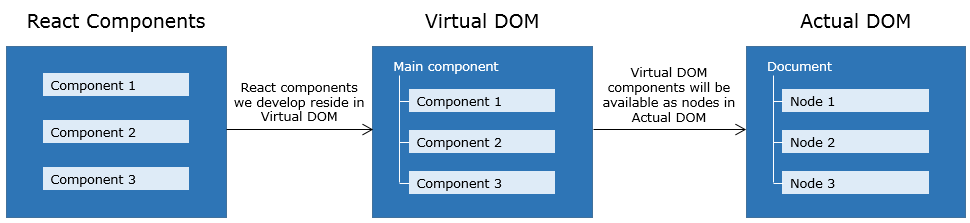 React Components
Virtual DOM
Actual DOM
Component 1
Component 2
Component 3
React components
we develop reside in
Virtual DOM
Main component
Component 1
Component 2
Component 3
Virtual DOM
components will be
available as nodes in
Actual DOM
Document
Node 1
Node 2
Node 3